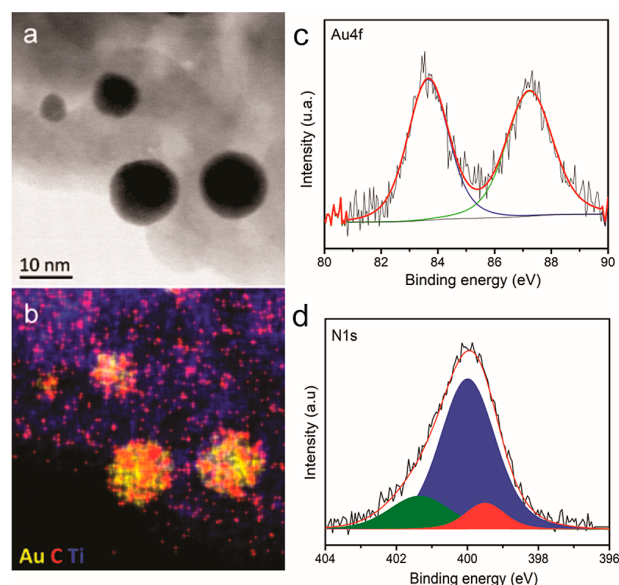 a
10 nm
b
Au C Ti
c
Au4f
Intensity (u.a.)
80 82 84 86 88 90
Binding energy (eV)
d
N1s
Intensity (a.u)
404 402 400 398 396
Binding energy (eV)